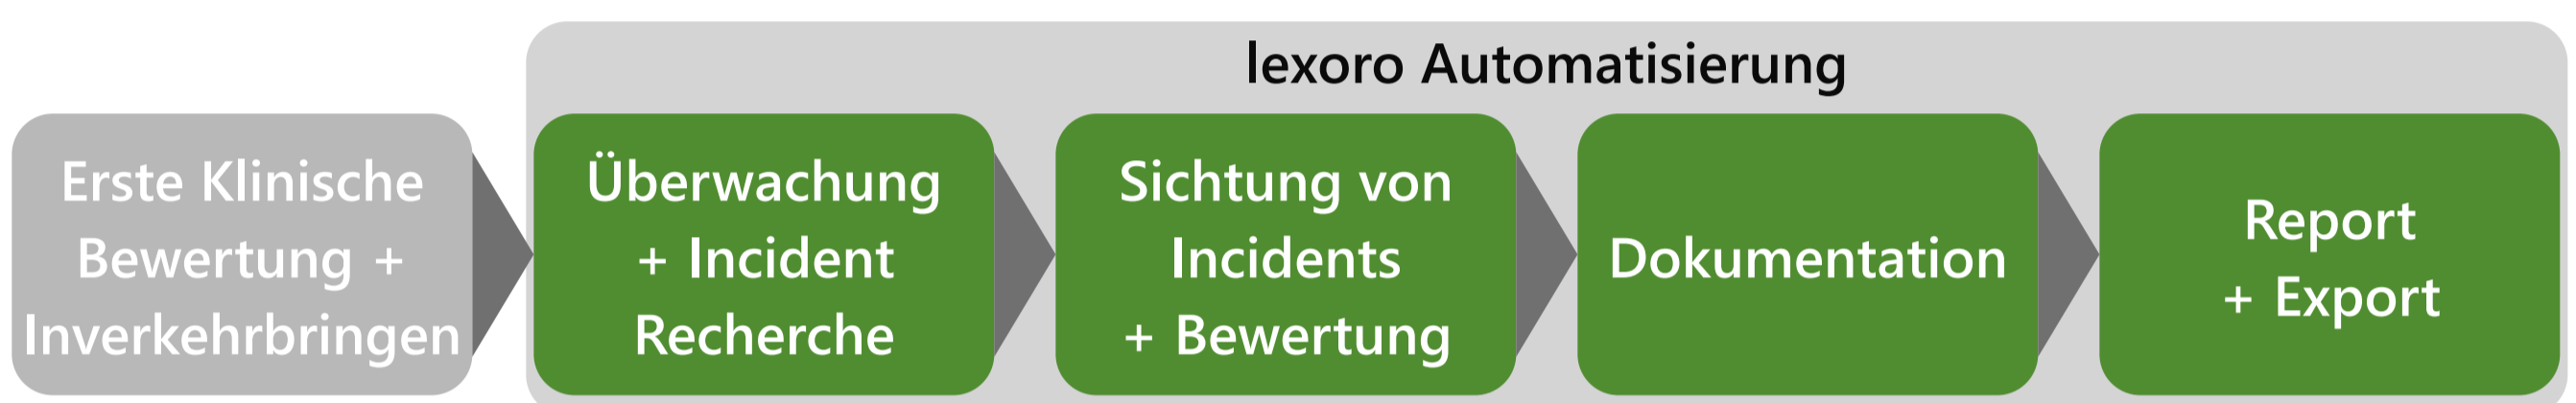 lexoro Automatisierung
Erste Klinische
Bewertung +
Inverkehrbringen
Überwachung
+ Incident
Recherche
Sichtung von
Incidents
+ Bewertung
Dokumentation
Report
+ Export